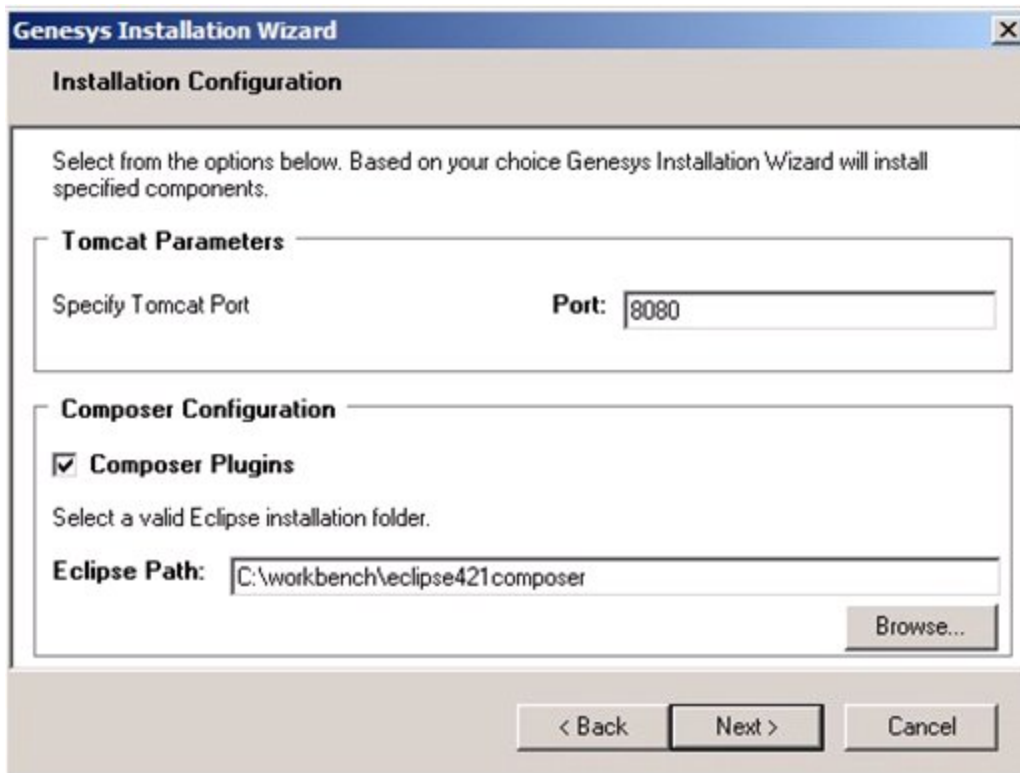 Genesys Installation Wizard
Installation Configuration
Select from the options below. Based on your choice Genesys Installation Wizard will install
specified components.
Tomcat Parameters
Specify Tomcat Port Port: 8080
Composer Configuration
Composer Plugins
Select a valid Eclipse installation folder.
Eclipse Path: C:\workbench\eclipse421composer
Browse...
< Back Next > Cancel